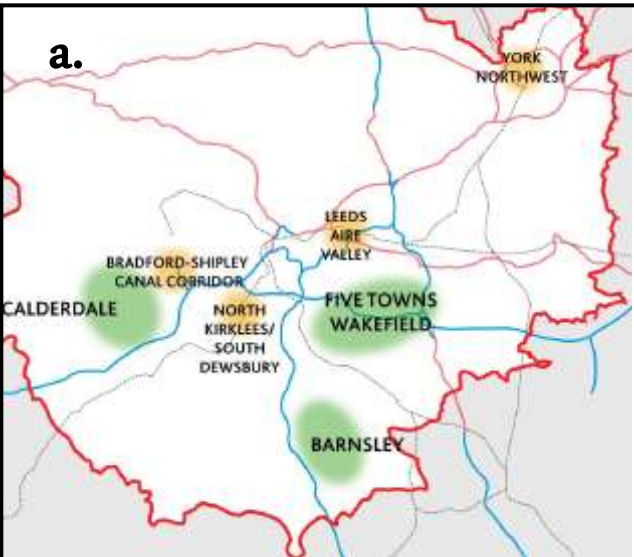 a.
YORK
NORTHWEST
LEEDS
AIRE
VALLEY
BRADFORD-SHIPLEY
CANAL CORRIDOR
CALDERDALE
FIVE TOWNS
WAKEFIELD
NORTH
KIRKLEES/
SOUTH
DEWSBURY
BARNSLEY